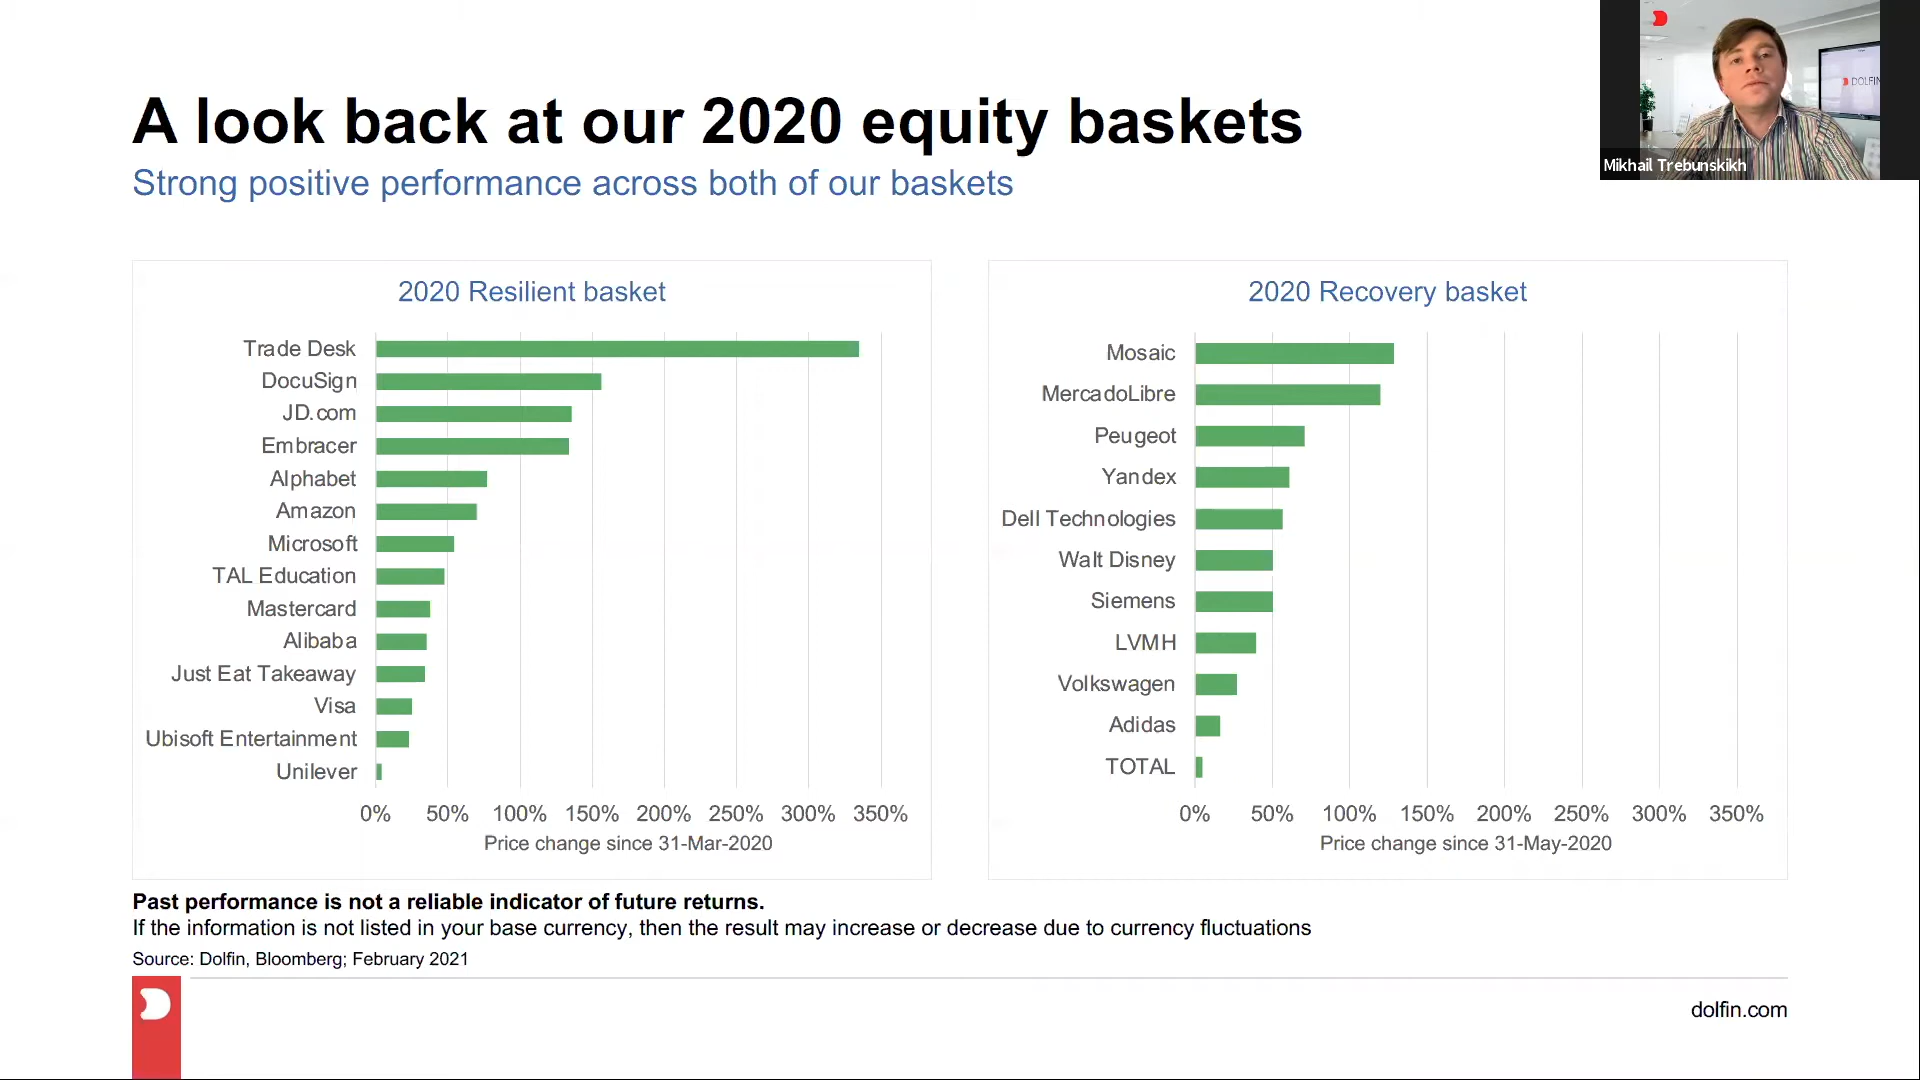 A look back at our 2020 equity baskets
Strong positive performance across both of our baskets
DOLFIN
Mikhail Trebunskikh
2020 Resilient basket
Trade Desk
DocuSign
JD.com
Embracer
Alphabet
Amazon
Microsoft
TAL Education
Mastercard
Alibaba
Just Eat Takeaway
Visa
Ubisoft Entertainment
Unilever
0% 50% 100% 150% 200% 250% 300% 350%
Price change since 31-Mar-2020
2020 Recovery basket
Mosaic
MercadoLibre
Peugeot
Yandex
Dell Technologies
Walt Disney
Siemens
LVMH
Volkswagen
Adidas
TOTAL
0% 50% 100% 150% 200% 250% 300% 350%
Price change since 31-May-2020
Past performance is not a reliable indicator of future returns.
If the information is not listed in your base currency, then the result may increase or decrease due to currency fluctuations
Source: Dolfin, Bloomberg; February 2021
dolfin.com